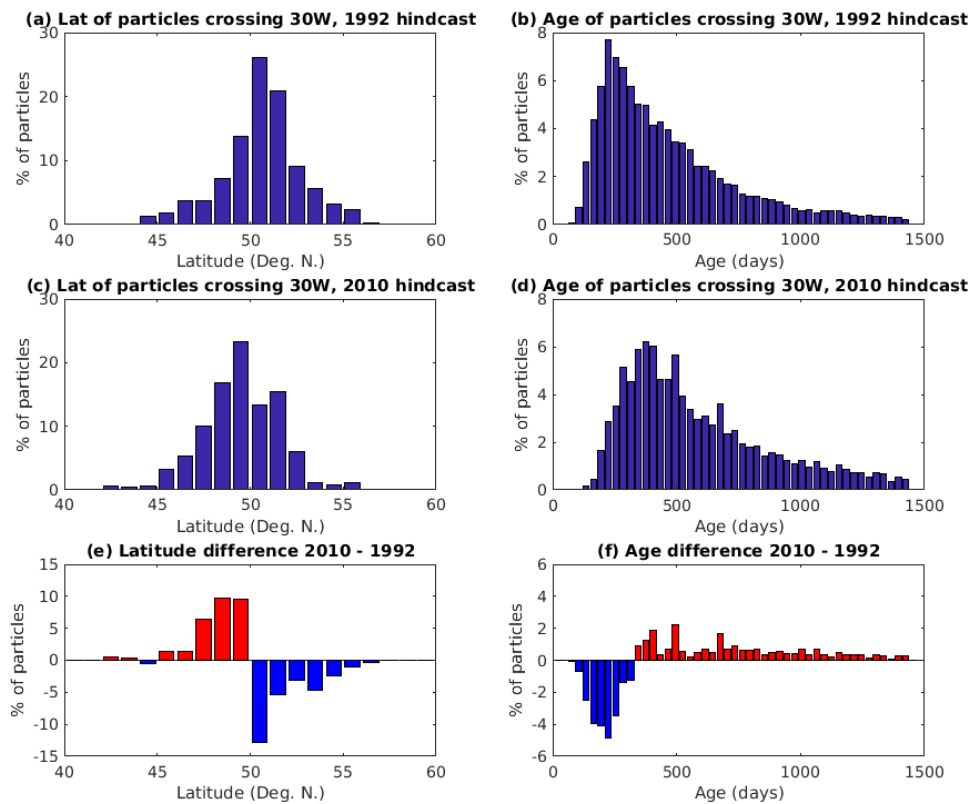 (a) Lat of particles crossing 30W, 1992 hindcast
30
20
10
0
% of particles
40 45 50 55 60
Latitude (Deg. N.)
(b) Age of particles crossing 30W, 1992 hindcast
8
6
4
2
0
% of particles
0 500 1000 1500
Age (days)
(c) Lat of particles crossing 30W, 2010 hindcast
30
20
10
0
% of particles
40 45 50 55 60
Latitude (Deg. N.)
(d) Age of particles crossing 30W, 2010 hindcast
8
6
4
2
0
% of particles
0 500 1000 1500
Age (days)
(e) Latitude difference 2010 - 1992
15
10
5
0
-5
-10
-15
% of particles
40 45 50 55 60
Latitude (Deg. N.)
(f) Age difference 2010 - 1992
6
4
2
0
-2
-4
-6
% of particles
0 500 1000 1500
Age (days)